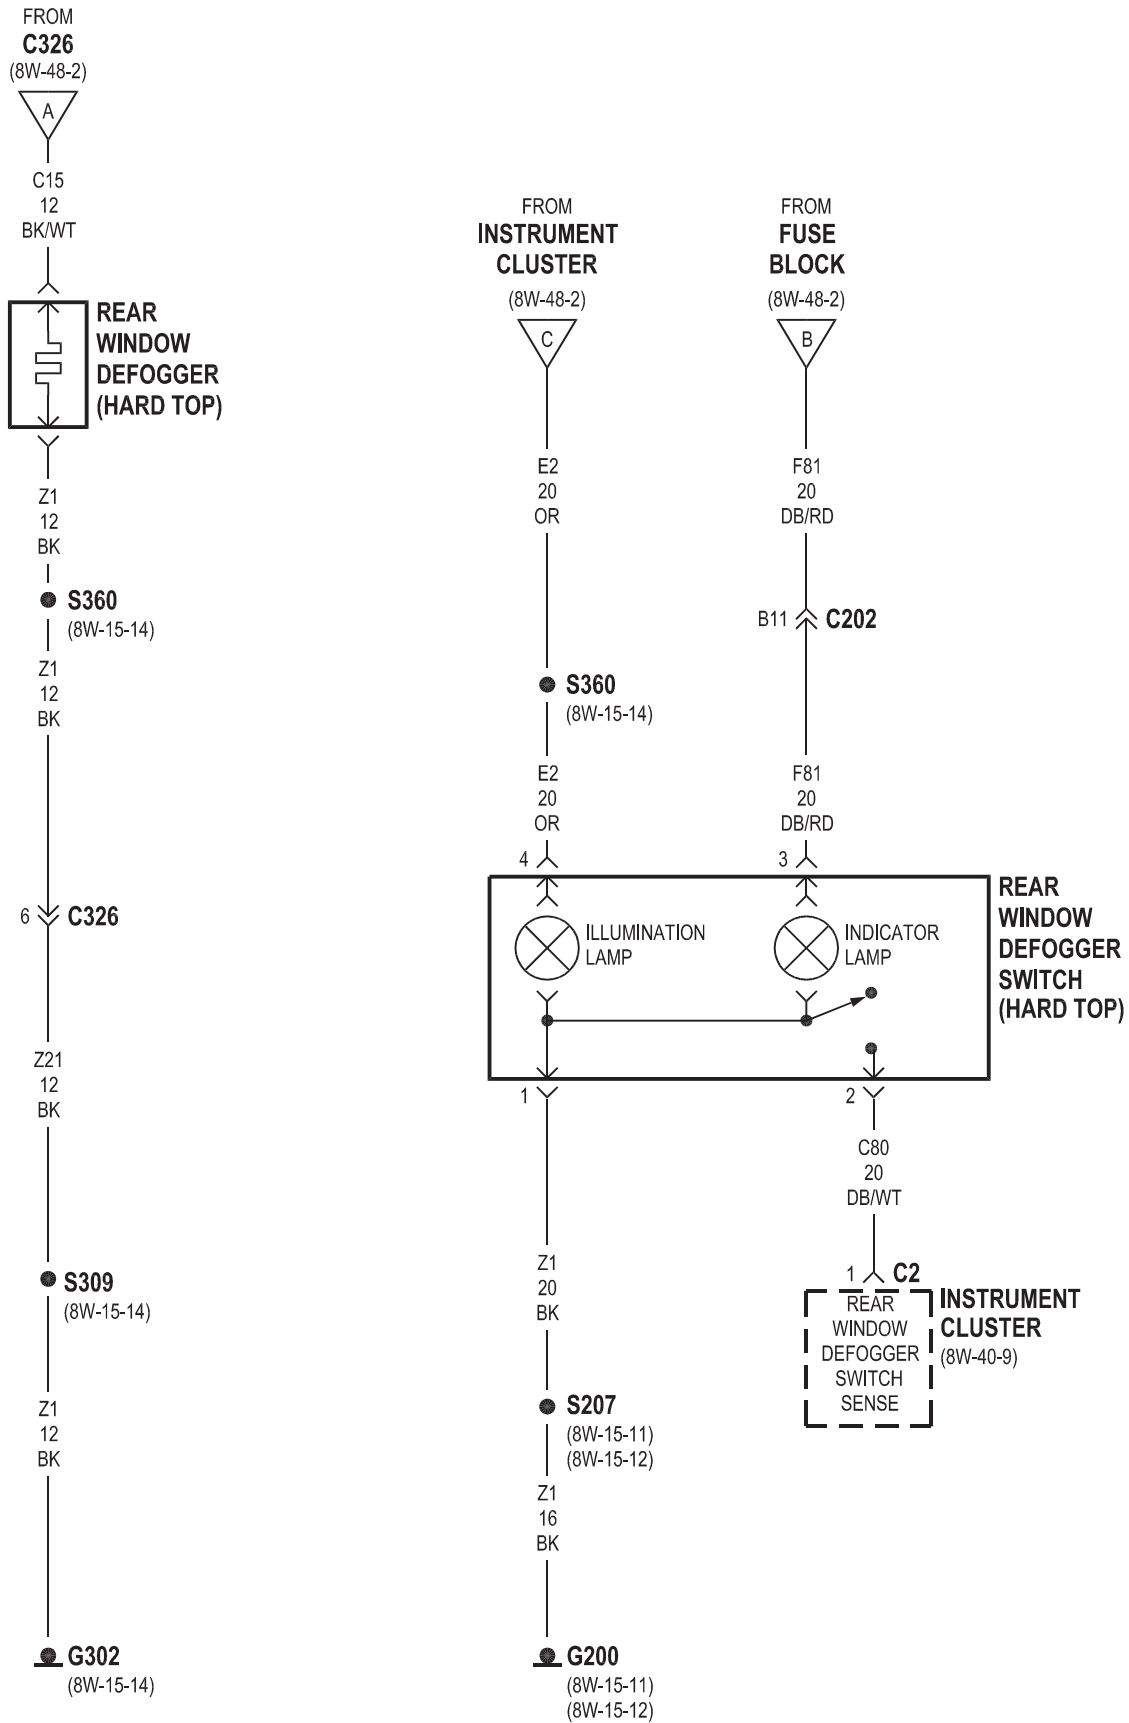 FROM
C326
(8W-48-2)
A
C15
12
BK/WT
REAR
WINDOW
DEFOGGER
(HARD TOP)
Z1
12
BK
S360
(8W-15-14)
Z1
12
BK
6
C326
Z21
12
BK
S309
(8W-15-14)
Z1
12
BK
G302
(8W-15-14)
FROM
INSTRUMENT
CLUSTER
(8W-48-2)
C
E2
20
OR
S360
(8W-15-14)
E2
20
OR
4
FROM
FUSE
BLOCK
(8W-48-2)
B
F81
20
DB/RD
B11
C202
F81
20
DB/RD
3
ILLUMINATION
LAMP
INDICATOR
LAMP
REAR
WINDOW
DEFOGGER
SWITCH
(HARD TOP)
1
Z1
20
BK
S207
(8W-15-11)
(8W-15-12)
Z1
16
BK
G200
(8W-15-11)
(8W-15-12)
2
C80
20
DB/WT
1
C2
REAR
WINDOW
DEFOGGER
SWITCH
SENSE
INSTRUMENT
CLUSTER
(8W-40-9)